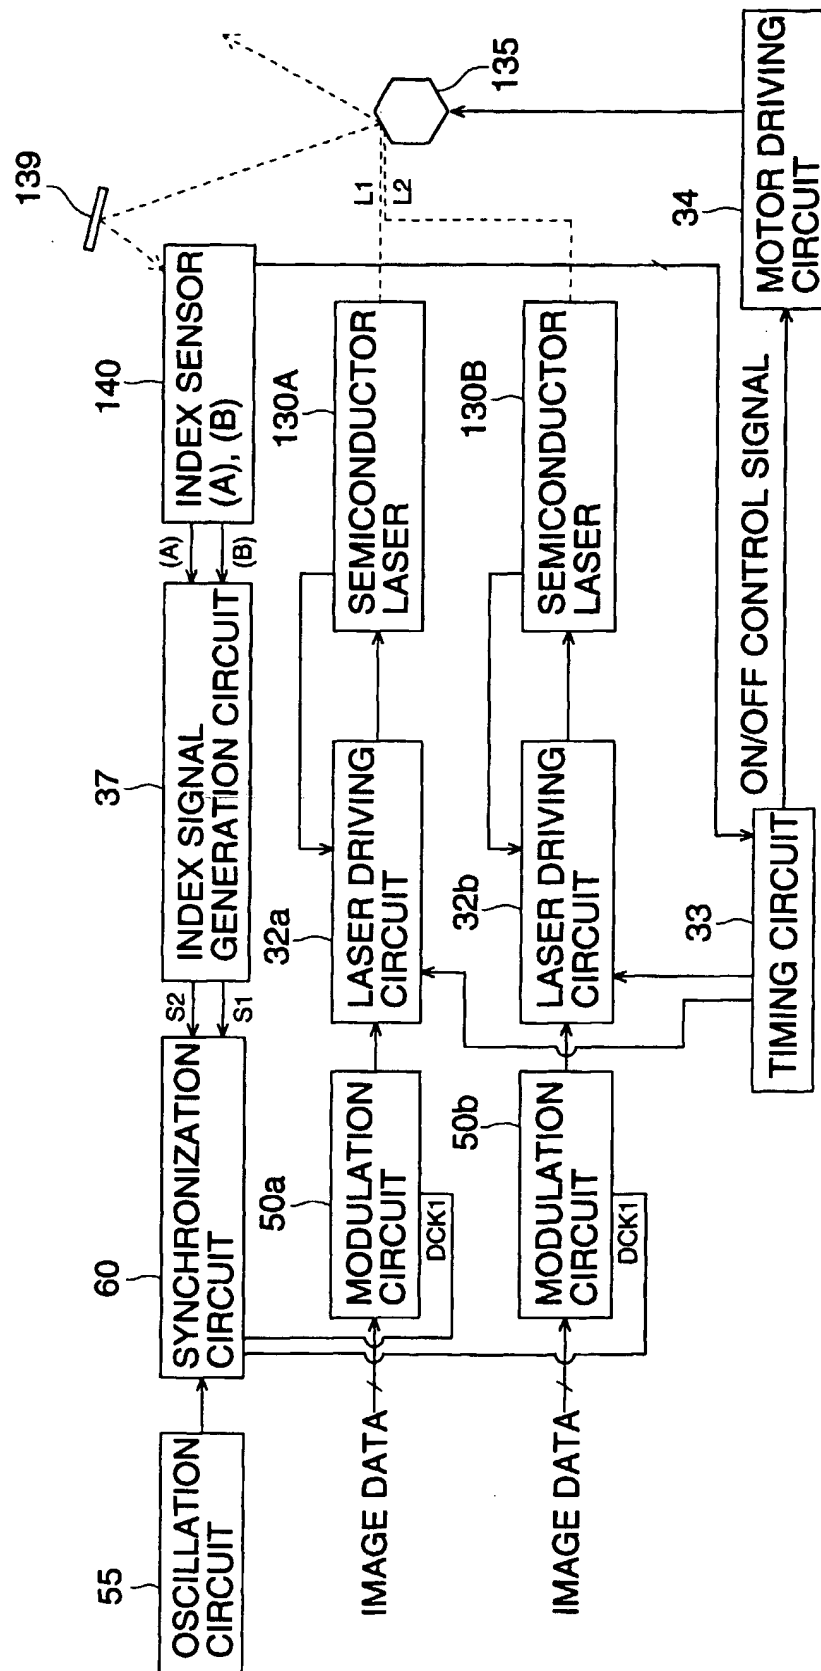 55
OSCILLATION
CIRCUIT
60
SYNCHRONIZATION
CIRCUIT
S2
S1
37
INDEX SIGNAL
GENERATION CIRCUIT
(A)
(B)
140
INDEX SENSOR
(A), (B)
139
IMAGE DATA
50a
MODULATION
CIRCUIT
DCK1
32a
LASER DRIVING
CIRCUIT
130A
SEMICONDUCTOR
LASER
L1
L2
135
IMAGE DATA
50b
MODULATION
CIRCUIT
DCK1
32b
LASER DRIVING
CIRCUIT
130B
SEMICONDUCTOR
LASER
33
TIMING CIRCUIT
ON/OFF CONTROL SIGNAL
34
MOTOR DRIVING
CIRCUIT